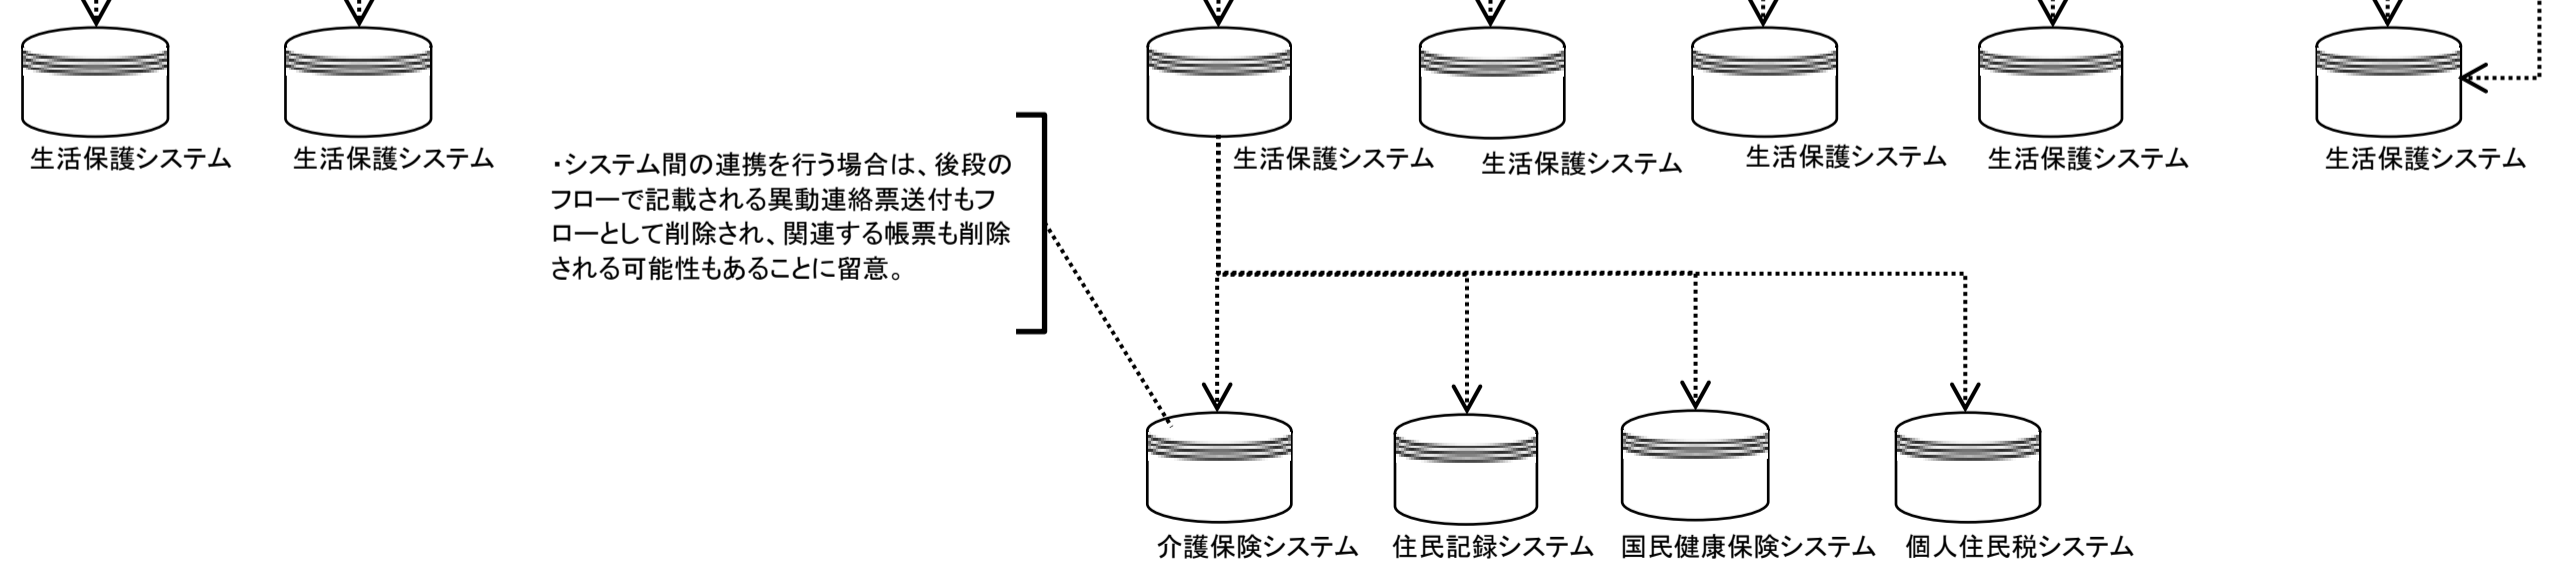 生活保護システム
生活保護システム
生活保護システム
生活保護システム
生活保護システム
生活保護システム
生活保護システム
・システム間の連携を行う場合は、後段の
フローで記載される異動連絡票送付もフ
ローとして削除され、関連する帳票も削除
される可能性もあることに留意。
介護保険システム
住民記録システム
国民健康保険システム
個人住民税システム